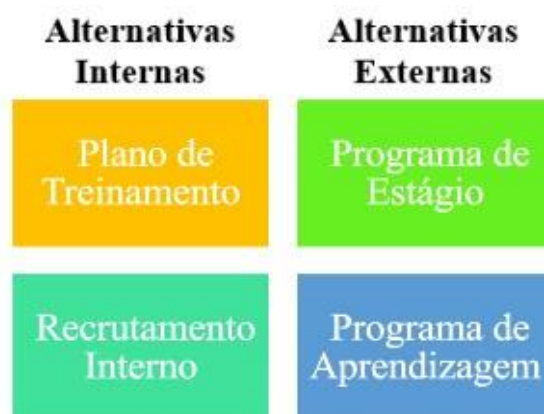 Alternativas
Internas
Alternativas
Externas
Plano de
Treinamento
Programa de
Estágio
Recrutamento
Interno
Programa de
Aprendizagem